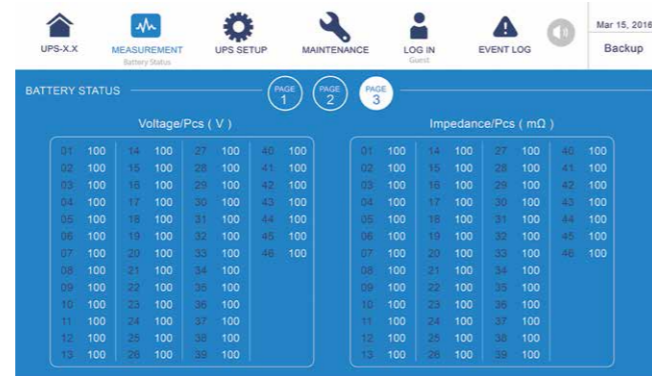 Mar 15, 2016
UPS-X.X MEASUREMENT UPS SETUP MAINTENANCE LOG IN EVENT LOG Backup
Battery Status Guest
BATTERY STATUS PAGE 1 PAGE 2 PAGE 3
Voltage/Pcs ( V ) Impedance/Pcs ( mΩ )
01 100 14 100 27 100 40 100 01 100 14 100 27 100 40 100
02 100 15 100 28 100 41 100 02 100 15 100 28 100 41 100
03 100 16 100 29 100 42 100 03 100 16 100 29 100 42 100
04 100 17 100 30 100 43 100 04 100 17 100 30 100 43 100
05 100 18 100 31 100 44 100 05 100 18 100 31 100 44 100
06 100 19 100 32 100 45 100 06 100 19 100 32 100 45 100
07 100 20 100 33 100 46 100 07 100 20 100 33 100 46 100
08 100 21 100 34 100 08 100 21 100 34 100
09 100 22 100 35 100 09 100 22 100 35 100
10 100 23 100 36 100 10 100 23 100 36 100
11 100 24 100 37 100 11 100 24 100 37 100
12 100 25 100 38 100 12 100 25 100 38 100
13 100 26 100 39 100 13 100 26 100 39 100